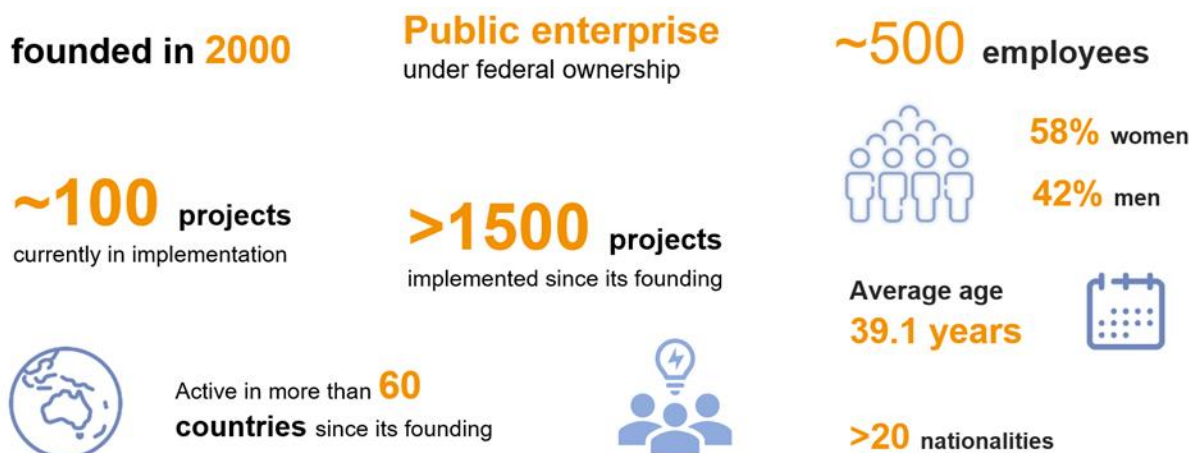 founded in 2000
Public enterprise
under federal ownership
~500 employees
58% women
42% men
~100 projects
currently in implementation
>1500 projects
implemented since its founding
Average age
39.1 years
Active in more than 60
countries since its founding
>20 nationalities